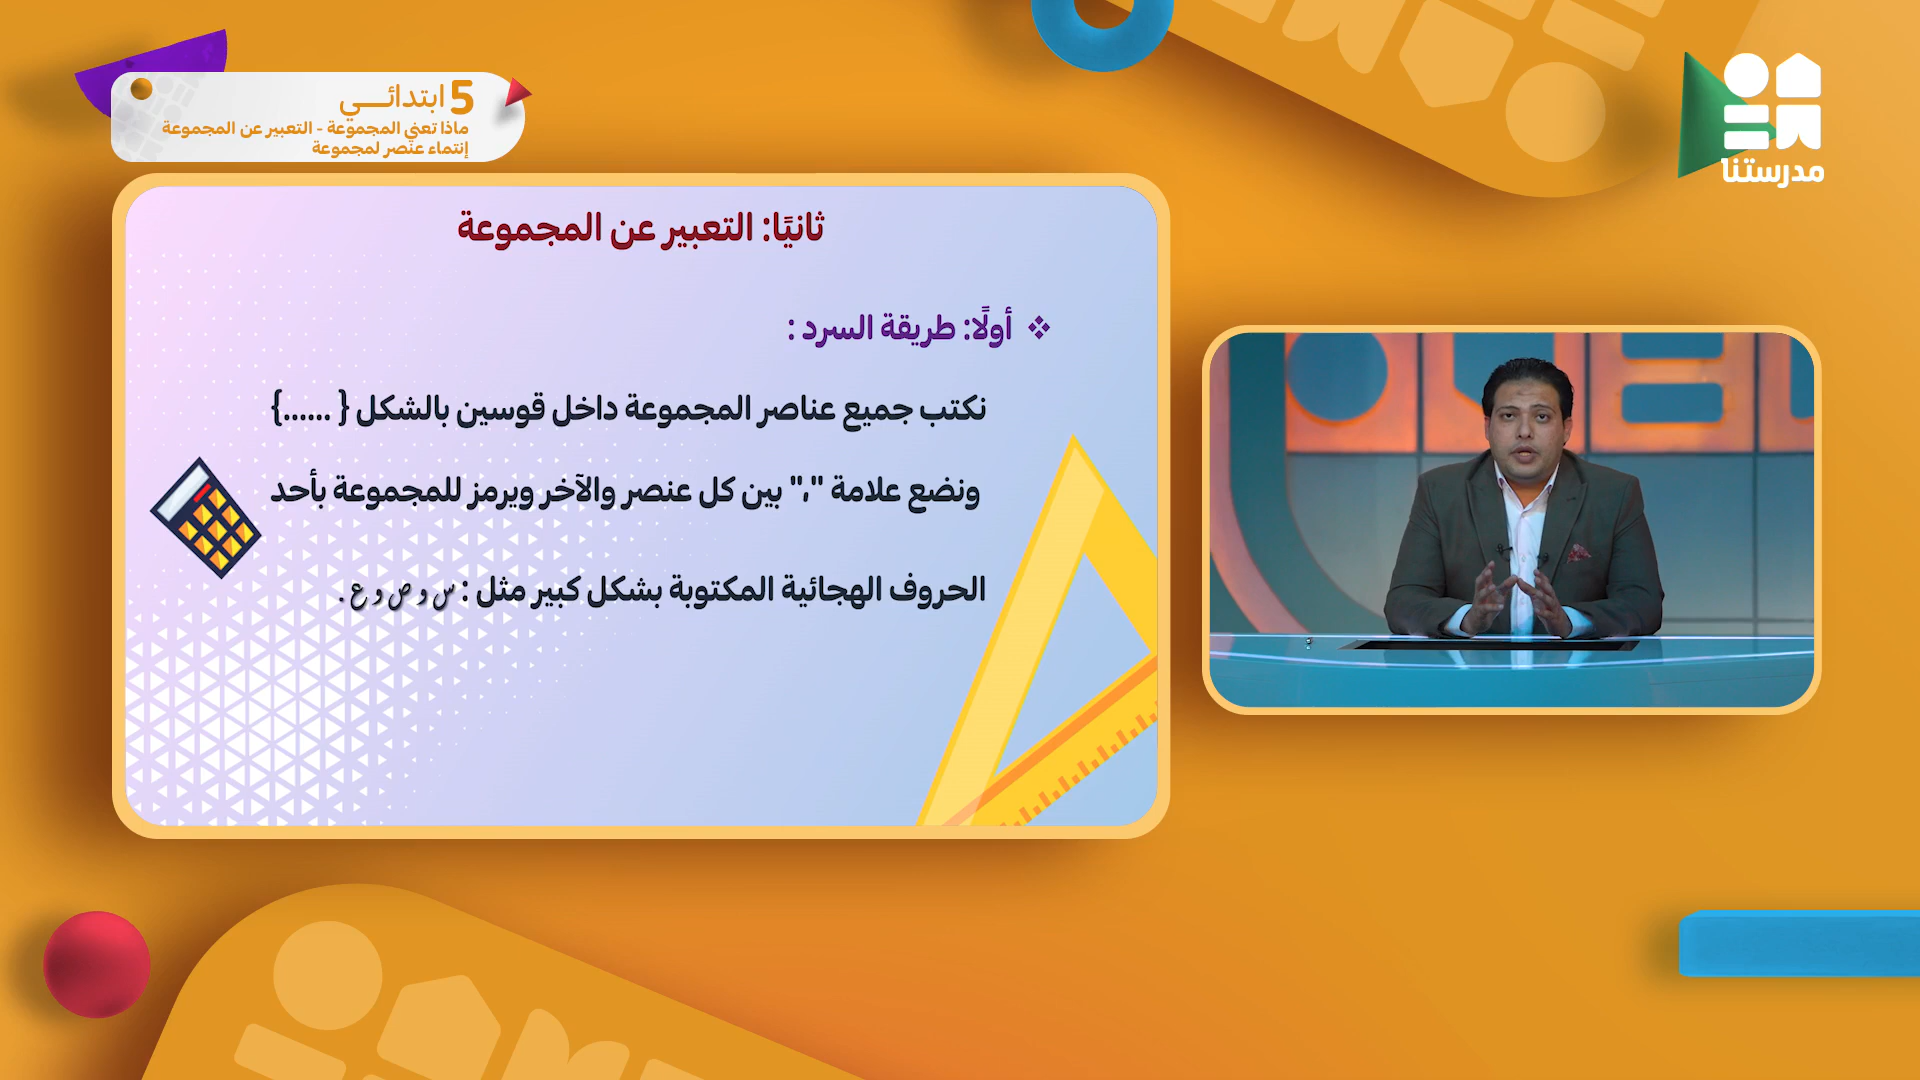 5 ابتدائـــي
ماذا تعني المجموعة - التعبير عن المجموعة
إنتماء عنصر لمجموعة
مدرستنا
ثانيًا: التعبير عن المجموعة
أولًا: طريقة السرد :
نكتب جميع عناصر المجموعة داخل قوسين بالشكل { ......}
ونضع علامة "،" بين كل عنصر والآخر ويرمز للمجموعة بأحد
الحروف الهجائية المكتوبة بشكل كبير مثل : س و ص و ع .